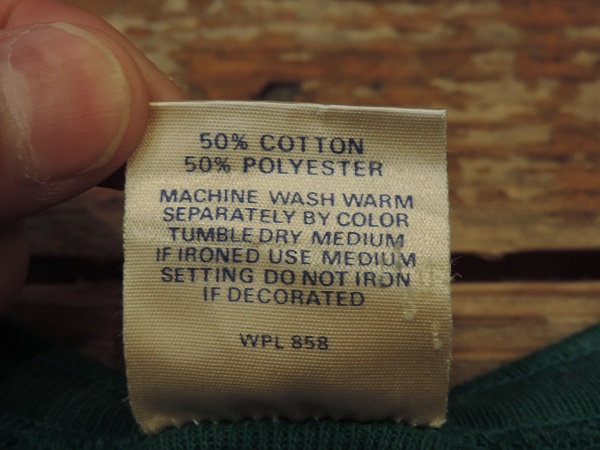 50% COTTON
50% POLYESTER
MACHINE WASH WARM
SEPARATELY BY COLOR
TUMBLE DRY MEDIUM
IF IRONED USE MEDIUM
SETTING DO NOT IRON
IF DECORATED
WPL 858